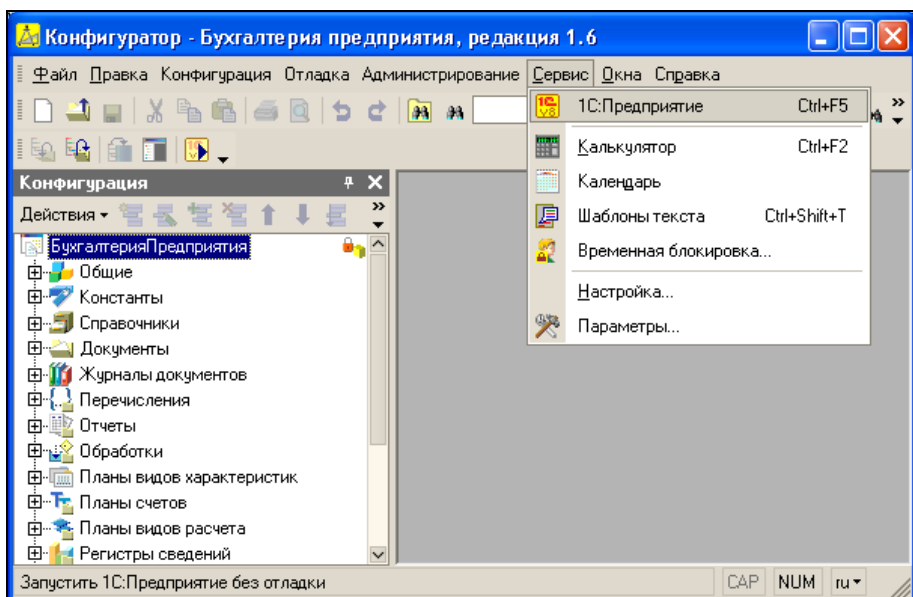 Конфигуратор - Бухгалтерия предприятия, редакция 1.6
Файл Правка Конфигурация Отладка Администрирование Сервис Окна Справка
1С:Предприятие Ctrl+F5
Калькулятор Ctrl+F2
Календарь
Шаблоны текста Ctrl+Shift+T
Временная блокировка...
Настройка...
Параметры...
Конфигурация
Действия
БухгалтерияПредприятия
Общие
Константы
Справочники
Документы
Журналы документов
Перечисления
Отчеты
Обработки
Планы видов характеристик
Планы счетов
Планы видов расчета
Регистры сведений
Запустить 1С:Предприятие без отладки CAP NUM ru